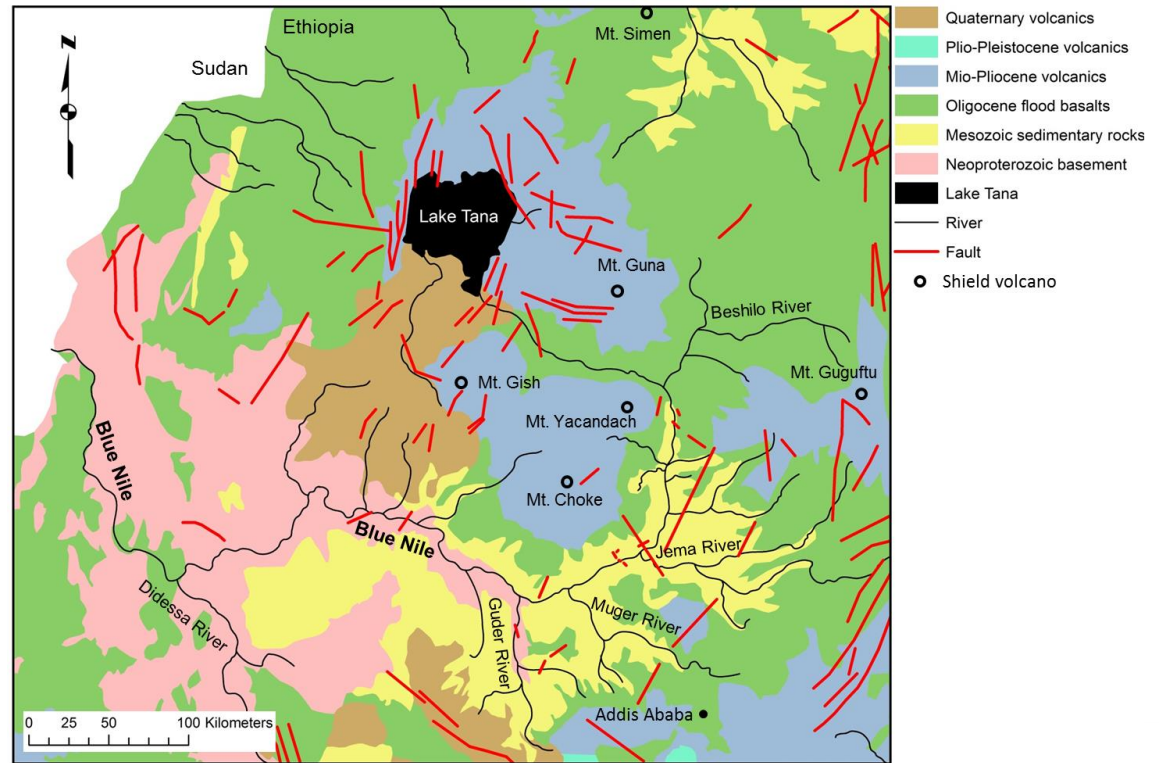 Ethiopia
Sudan
N
Mt. Simen
Lake Tana
Mt. Guna
Beshilo River
Mt. Guguftu
Mt. Gish
Mt. Yacandach
Mt. Choke
Blue Nile
Blue Nile
Jema River
Didessa River
Guder River
Muger River
Addis Ababa
0 25 50 100 Kilometers
Quaternary volcanics
Plio-Pleistocene volcanics
Mio-Pliocene volcanics
Oligocene flood basalts
Mesozoic sedimentary rocks
Neoproterozoic basement
Lake Tana
River
Fault
Shield volcano